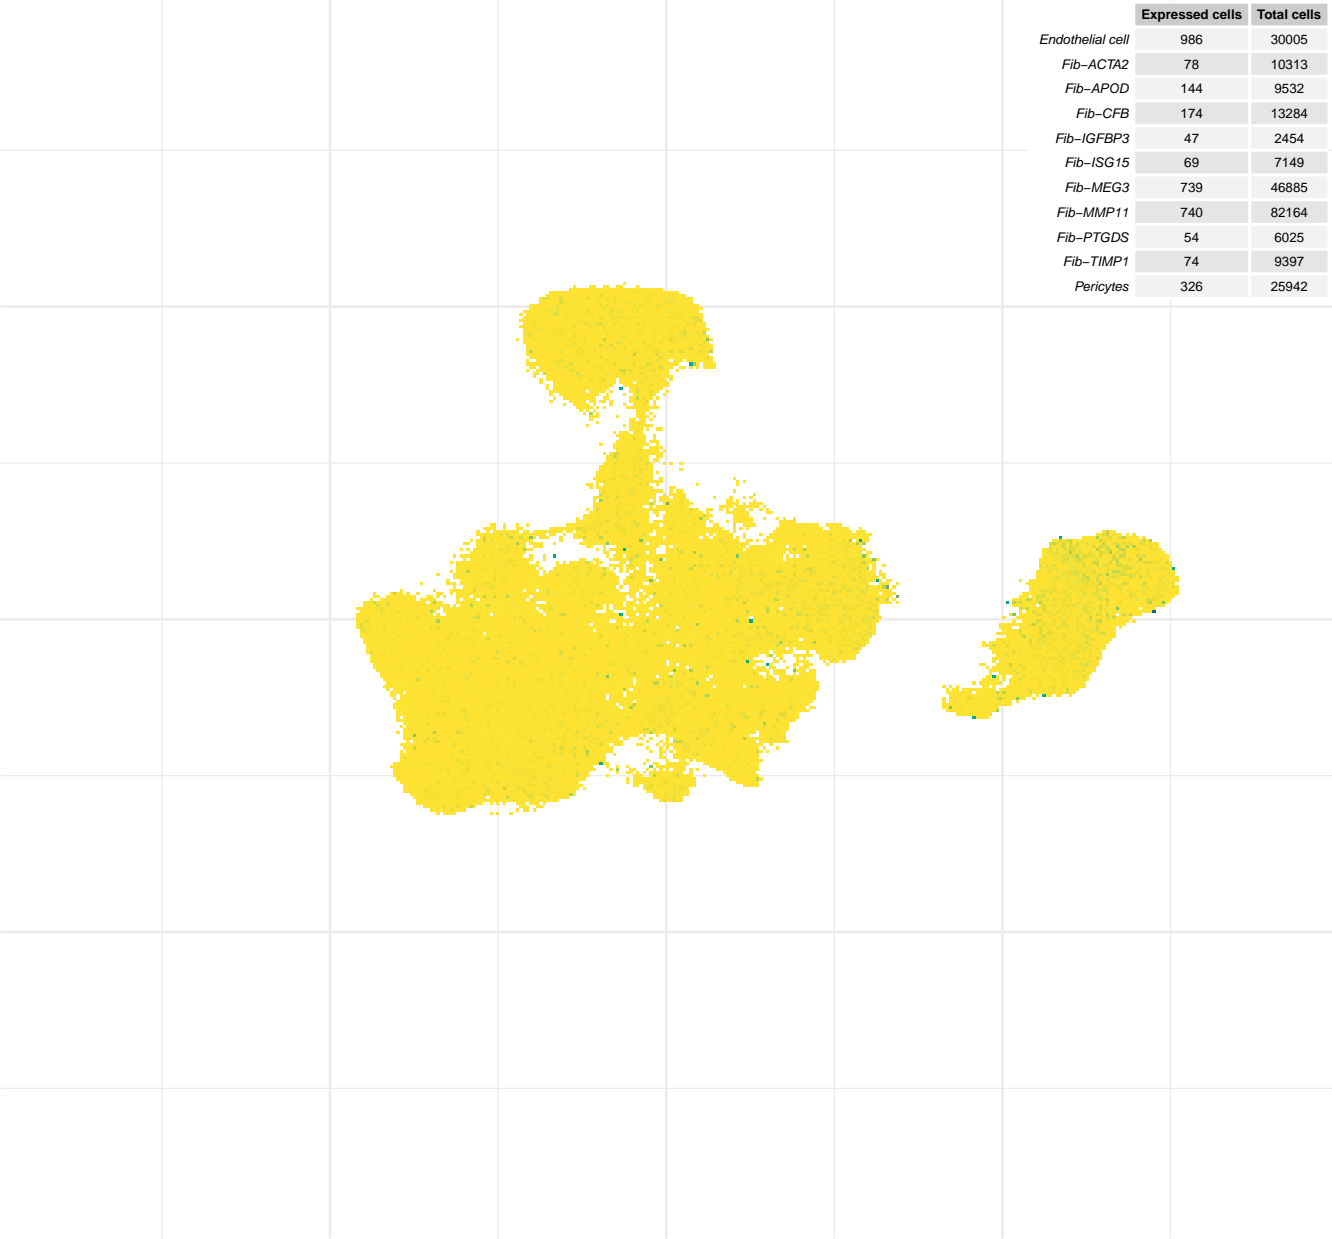 Expressed cells Total cells
Endothelial cell 986 30005
Fib−ACTA2 78 10313
Fib−APOD 144 9532
Fib−CFB 174 13284
Fib−IGFBP3 47 2454
Fib−ISG15 69 7149
Fib−MEG3 739 46885
Fib−MMP11 740 82164
Fib−PTGDS 54 6025
Fib−TIMP1 74 9397
Pericytes 326 25942